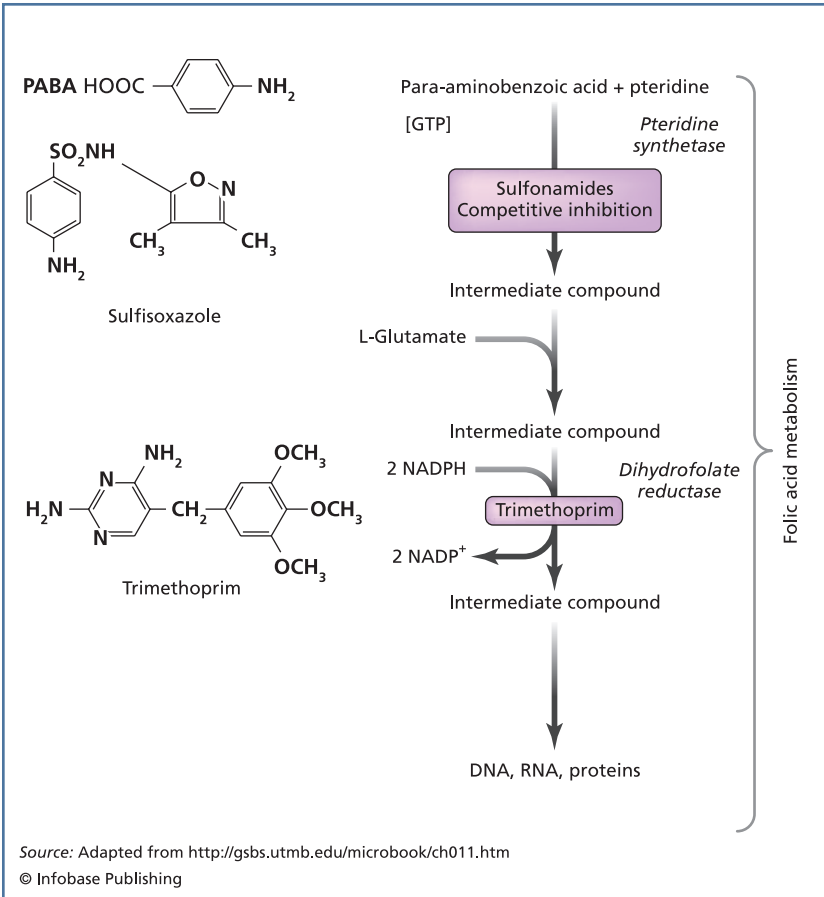 PABA HOOC NH₂
SO₂NH
O
N
CH₃ CH₃
NH₂
Sulfisoxazole
NH₂
N
H₂N
N
CH₂
OCH₃
OCH₃
OCH₃
Trimethoprim
Para-aminobenzoic acid + pteridine
[GTP]
Pteridine
synthetase
Sulfonamides
Competitive inhibition
Intermediate compound
L-Glutamate
Intermediate compound
2 NADPH
Dihydrofolate
reductase
Trimethoprim
2 NADP⁺
Intermediate compound
DNA, RNA, proteins
Folic acid metabolism
Source: Adapted from http://gsbs.utmb.edu/microbook/ch011.htm
© Infobase Publishing